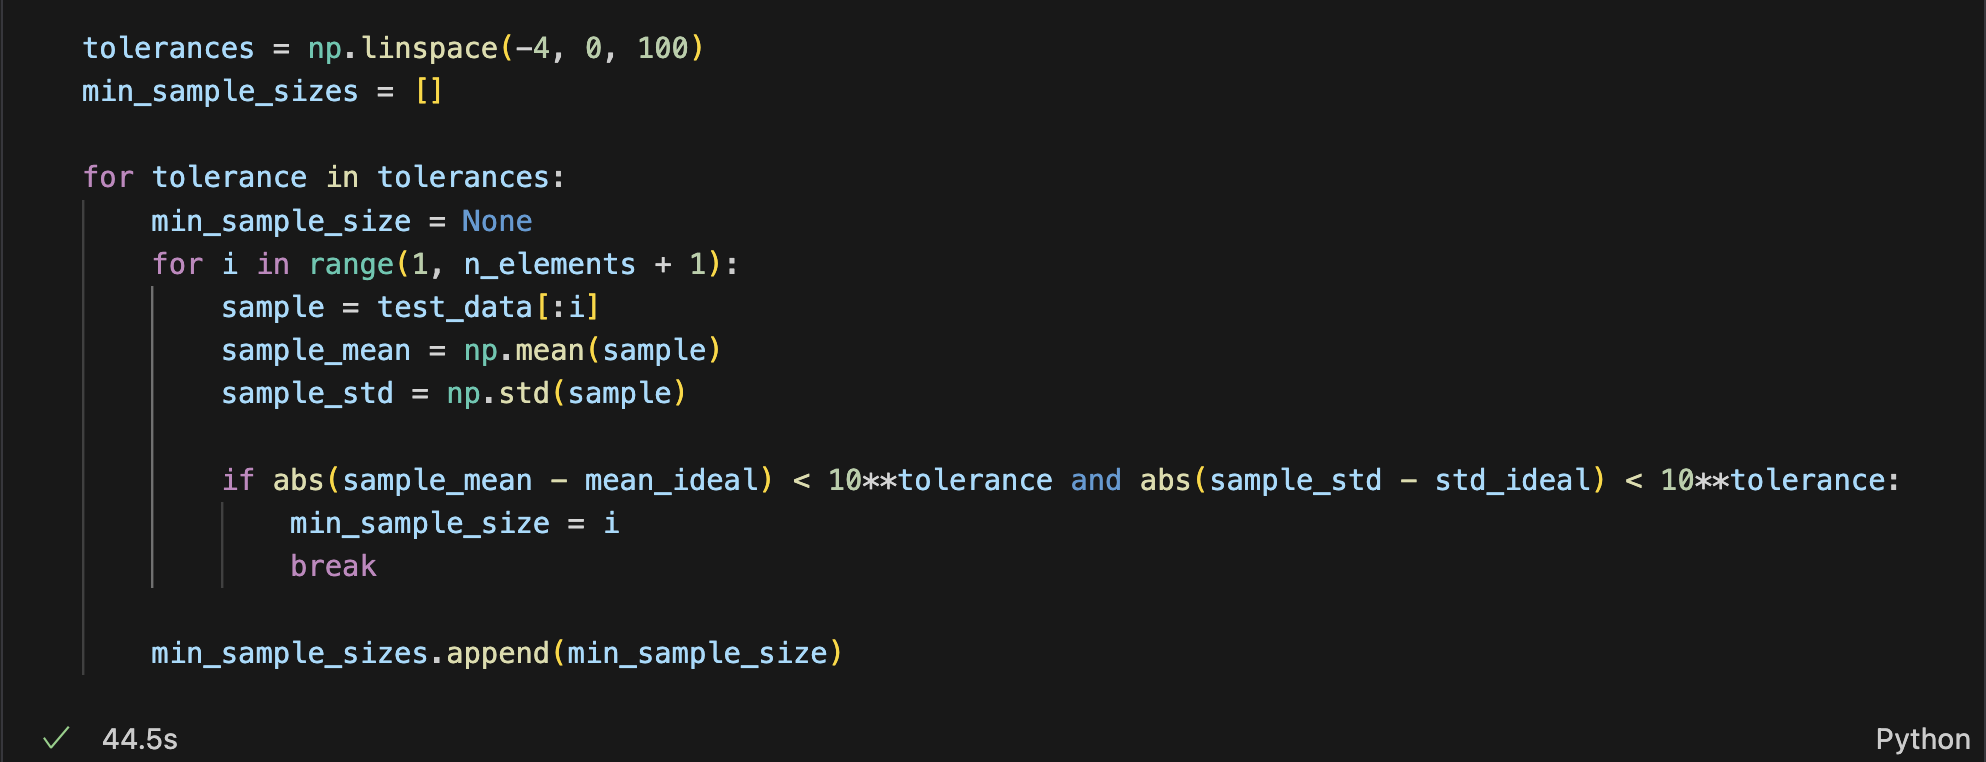 tolerances = np.linspace(-4, 0, 100)
min_sample_sizes = []
for tolerance in tolerances:
    min_sample_size = None
    for i in range(1, n_elements + 1):
        sample = test_data[:i]
        sample_mean = np.mean(sample)
        sample_std = np.std(sample)
        if abs(sample_mean - mean_ideal) < 10**tolerance and abs(sample_std - std_ideal) < 10**tolerance:
            min_sample_size = i
            break
    min_sample_sizes.append(min_sample_size)
44.5s
Python